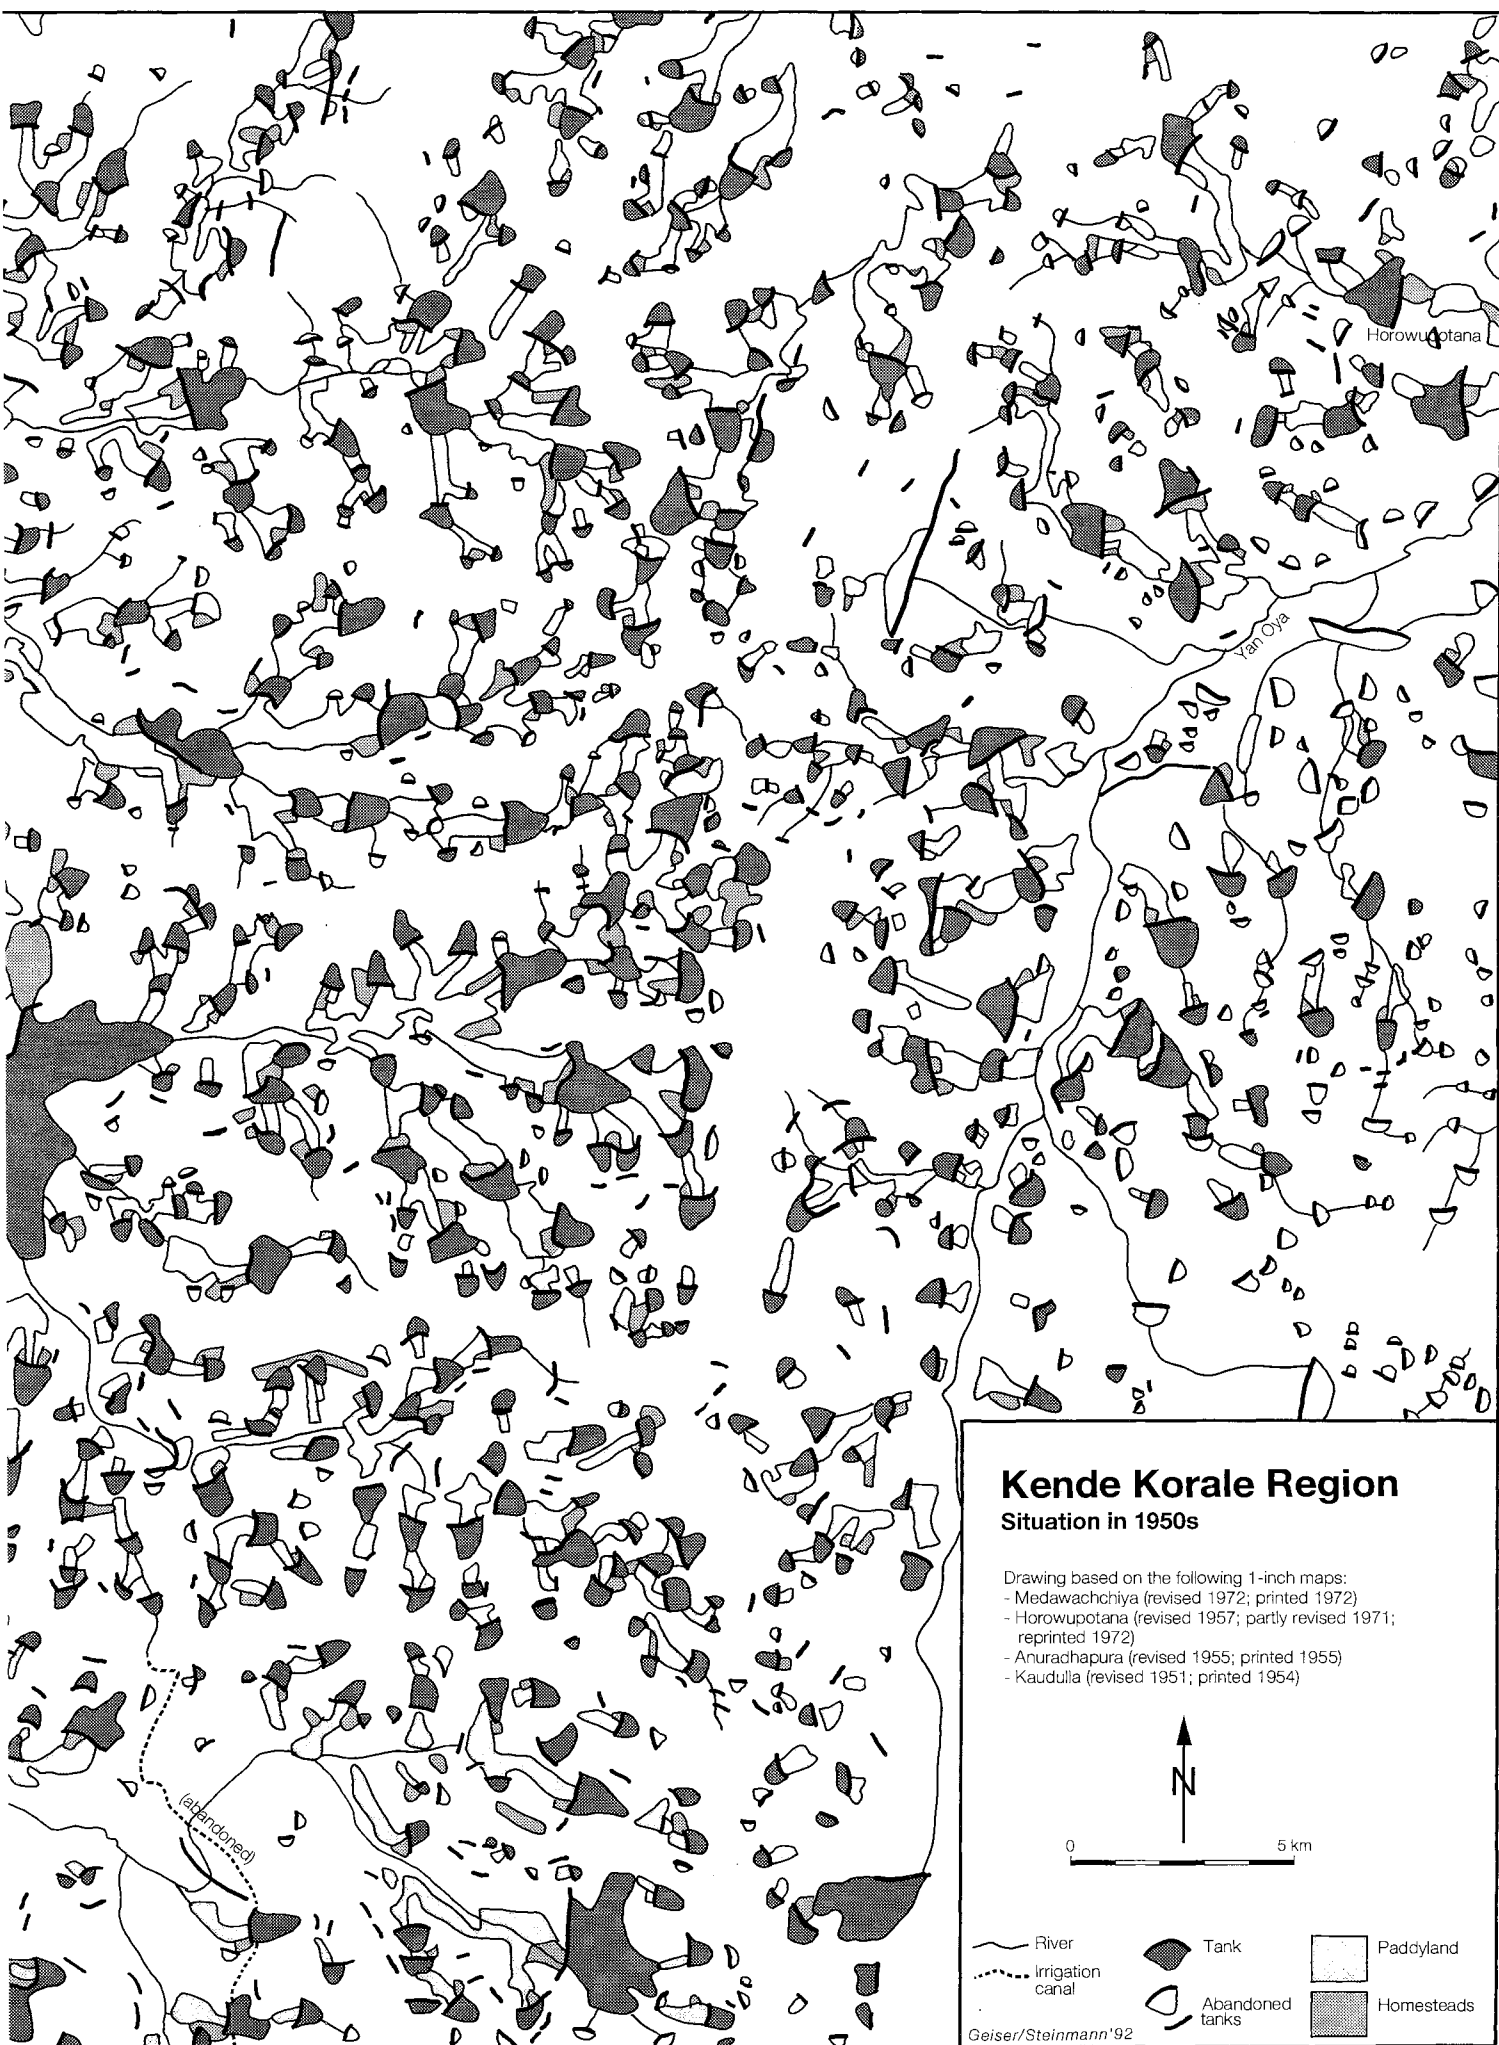 Horowupotana
Yan Oya
(abandoned)
Kende Korale Region
Situation in 1950s
Drawing based on the following 1-inch maps:
- Medawachchiya (revised 1972; printed 1972)
- Horowupotana (revised 1957; partly revised 1971;
reprinted 1972)
- Anuradhapura (revised 1955; printed 1955)
- Kaudulla (revised 1951; printed 1954)
N
0 5 km
River
Irrigation
canal
Tank
Abandoned
tanks
Paddyland
Homesteads
Geiser/Steinmann'92